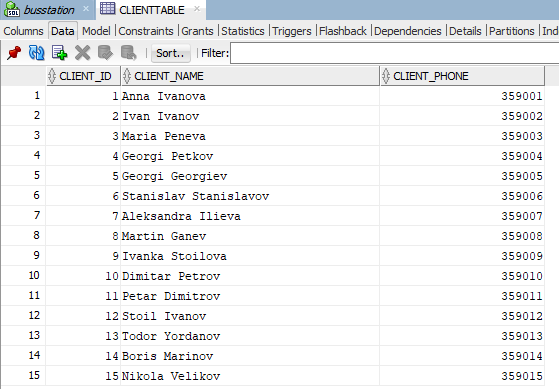 SQL busstation CLIENTTABLE
Columns Data Model Constraints Grants Statistics Triggers Flashback Dependencies Details Partitions Ind
Sort.. Filter:
CLIENT_ID CLIENT_NAME CLIENT_PHONE
1 1 Anna Ivanova 359001
2 2 Ivan Ivanov 359002
3 3 Maria Peneva 359003
4 4 Georgi Petkov 359004
5 5 Georgi Georgiev 359005
6 6 Stanislav Stanislavov 359006
7 7 Aleksandra Ilieva 359007
8 8 Martin Ganev 359008
9 9 Ivanka Stoilova 359009
10 10 Dimitar Petrov 359010
11 11 Petar Dimitrov 359011
12 12 Stoil Ivanov 359012
13 13 Todor Yordanov 359013
14 14 Boris Marinov 359014
15 15 Nikola Velikov 359015